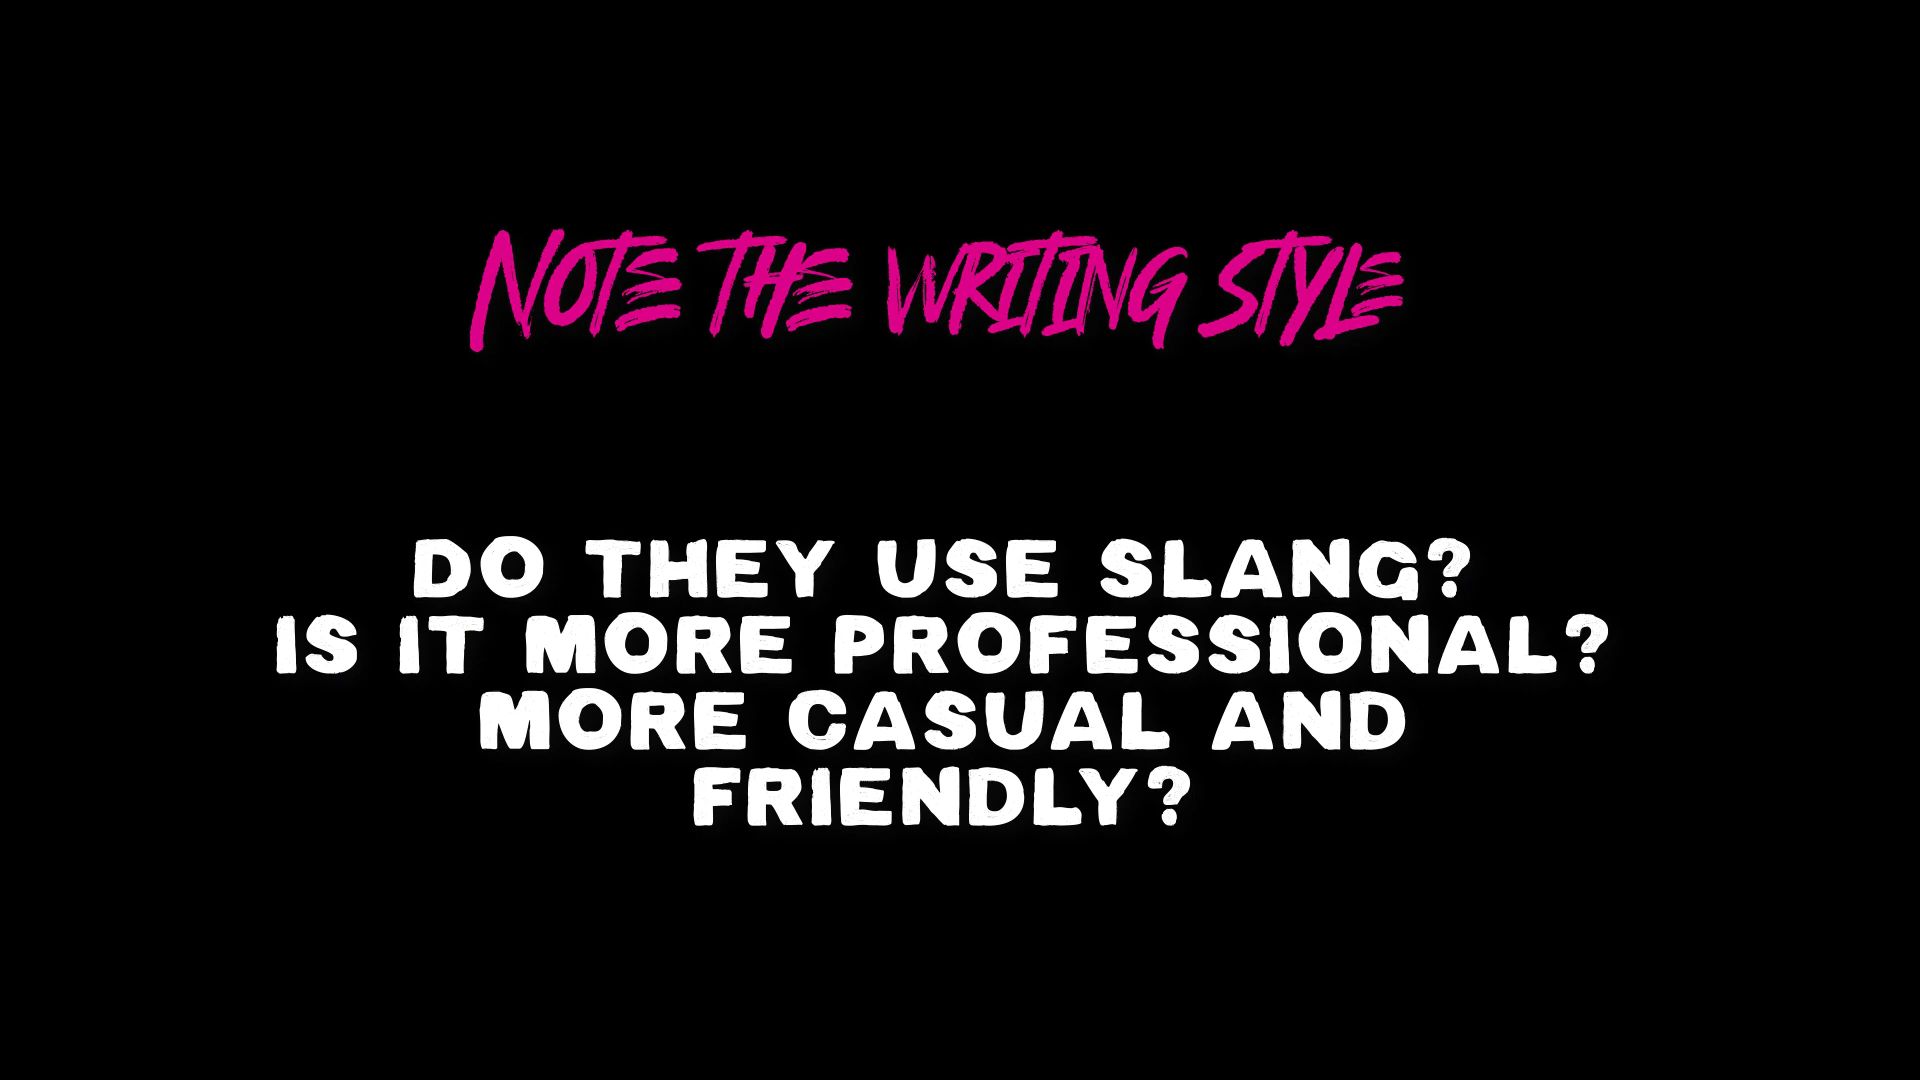 NOTE THE WRITING STYLE
DO THEY USE SLANG?
IS IT MORE PROFESSIONAL?
MORE CASUAL AND
FRIENDLY?